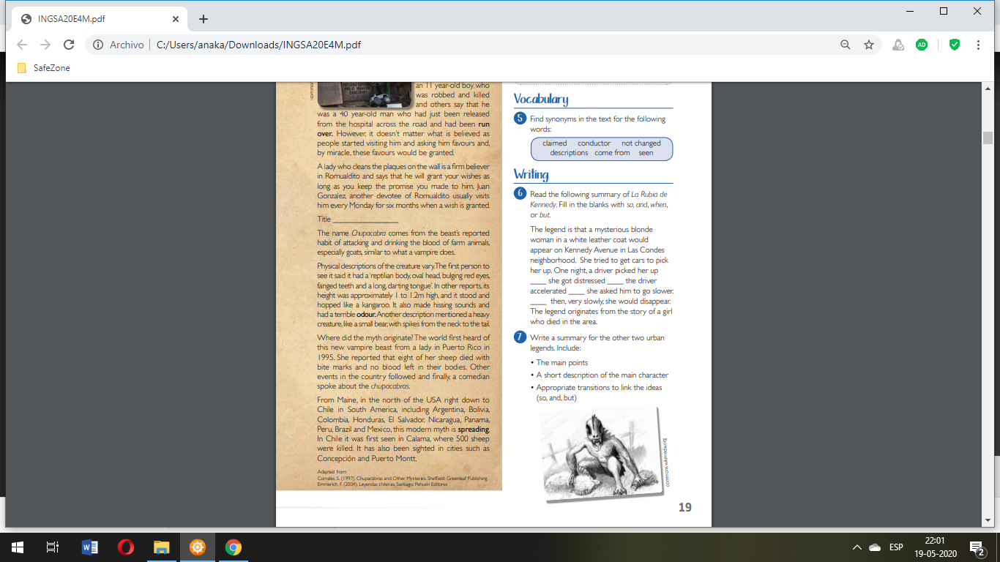 INGSA20E4M.pdf
Archivo C:/Users/anaka/Downloads/INGSA20E4M.pdf
AD
SafeZone
an 11 year-old boy who
was robbed and killed
and others say that he
was a 40 year-old man who had just been released
from the hospital across the road and had been run
over. However, it doesn't matter what is believed as
people started visiting him and asking him favours and,
by miracle, these favours would be granted.
A lady who cleans the plaques on the wall is a firm believer
in Romualdito and says that he will grant your wishes as
long as you keep the promise you made to him. Juan
Gonzalez, another devotee of Romualdito usually visits
him every Monday for six months when a wish is granted.
Title __________________
The name Chupacabra comes from the beast's reported
habit of attacking and drinking the blood of farm animals,
especially goats, similar to what a vampire does.
Physical descriptions of the creature vary.The first person to
see it said it had a 'reptilian body, oval head, bulging red eyes,
fanged teeth and a long, darting tongue'. In other reports, its
height was approximately 1 to 1.2m high, and it stood and
hopped like a kangaroo. It also made hissing sounds and
had a terrible odour. Another description mentioned a heavy
creature, like a small bear, with spikes from the neck to the tail.
Where did the myth originate? The world first heard of
this new vampire beast from a lady in Puerto Rico in
1995. She reported that eight of her sheep died with
bite marks and no blood left in their bodies. Other
events in the country followed and finally, a comedian
spoke about the chupacabras.
From Maine, in the north of the USA right down to
Chile in South America, including Argentina, Bolivia,
Colombia, Honduras, El Salvador, Nicaragua, Panama,
Peru, Brazil and Mexico, this modern myth is spreading.
In Chile it was first seen in Calama, where 500 sheep
were killed. It has also been sighted in cities such as
Concepción and Puerto Montt.
Adapted from:
Corrales, S. (1997). Chupacabras and Other Mysteries. Sheffield: Greenleaf Publishing.
Emmerich, F. (2004). Leyendas chilenas. Santiago: Pehuén Editores
Vocabulary
5 Find synonyms in the text for the following
words:
claimed conductor not changed
descriptions come from seen
Writing
6 Read the following summary of La Rubia de
Kennedy. Fill in the blanks with so, and, when,
or but.
The legend is that a mysterious blonde
woman in a white leather coat would
appear on Kennedy Avenue in Las Condes
neighborhood. She tried to get cars to pick
her up. One night, a driver picked her up
____ she got distressed ____ the driver
accelerated ____ she asked him to go slower.
____ then, very slowly, she would disappear.
The legend originates from the story of a girl
who died in the area.
7 Write a summary for the other two urban
legends. Include:
• The main points
• A short description of the main character
• Appropriate transitions to link the ideas
(so, and, but)
commons.wikimedia.org
19
ESP
22:01
19-05-2020
2